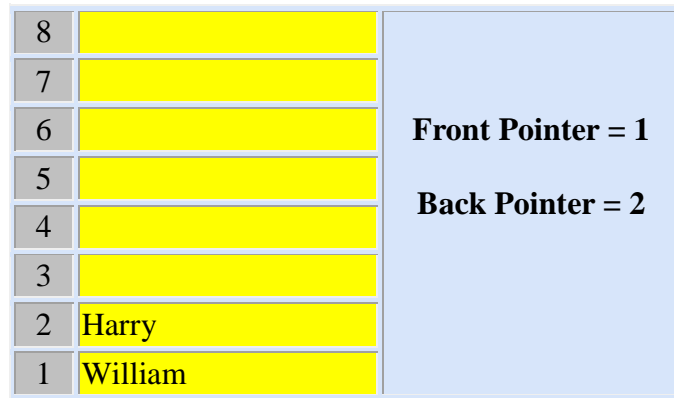 8
7
6
5
4
3
2 Harry
1 William
Front Pointer = 1
Back Pointer = 2